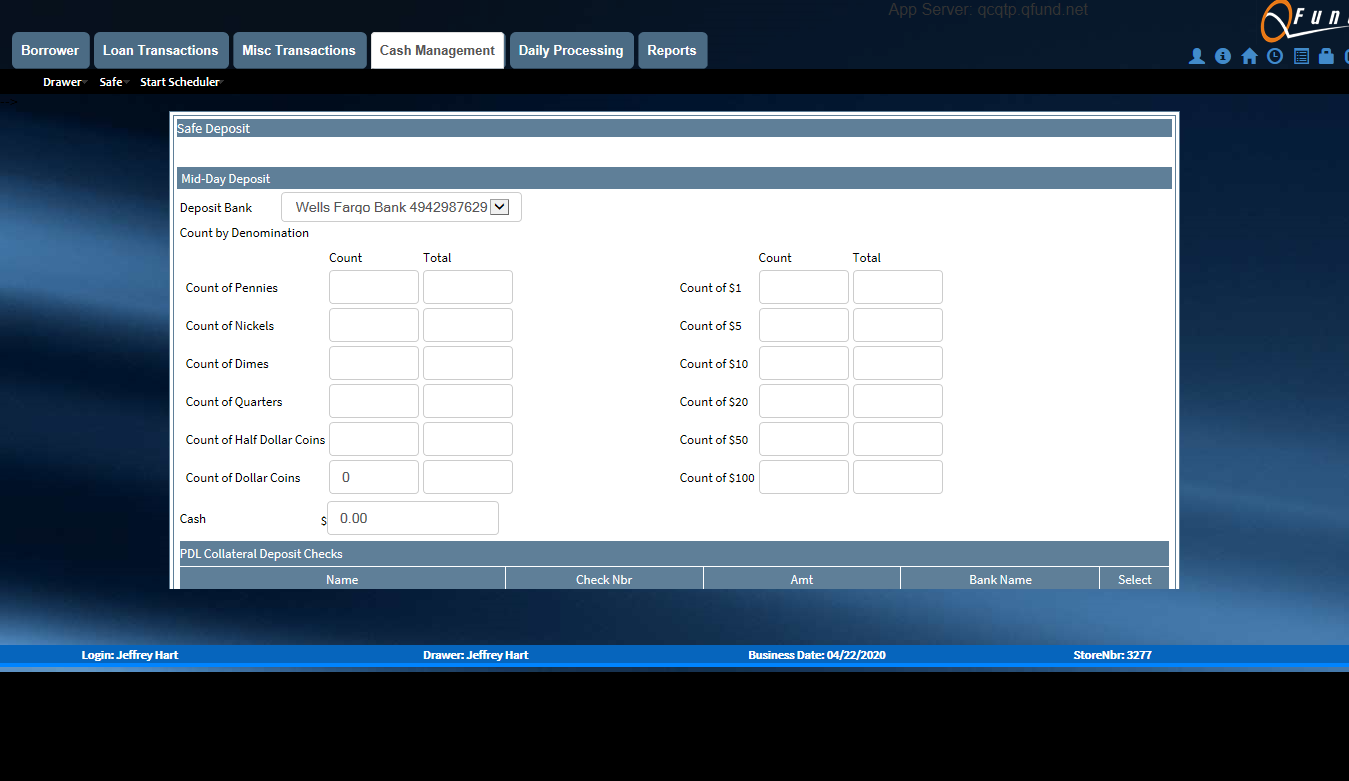 App Server: qcqtp.qfund.net
QFun
Borrower Loan Transactions Misc Transactions Cash Management Daily Processing Reports
Drawer Safe Start Scheduler
Safe Deposit
Mid-Day Deposit
Deposit Bank Wells Fargo Bank 4942987629
Count by Denomination
Count Total Count Total
Count of Pennies Count of $1
Count of Nickels Count of $5
Count of Dimes Count of $10
Count of Quarters Count of $20
Count of Half Dollar Coins Count of $50
Count of Dollar Coins 0 Count of $100
Cash $ 0.00
PDL Collateral Deposit Checks
Name Check Nbr Amt Bank Name Select
Login: Jeffrey Hart Drawer: Jeffrey Hart Business Date: 04/22/2020 StoreNbr: 3277